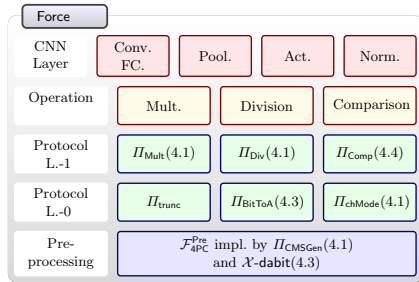 Force
CNN Layer Conv. FC. Pool. Act. Norm.
Operation Mult. Division Comparison
Protocol L.-1 Π_Mult(4.1) Π_Div(4.1) Π_Comp(4.4)
Protocol L.-0 Π_trunc Π_BitToA(4.3) Π_chMode(4.1)
Pre-processing ℱ^Pre_4PC impl. by Π_CMSGen(4.1)
and 𝒳-dabit(4.3)